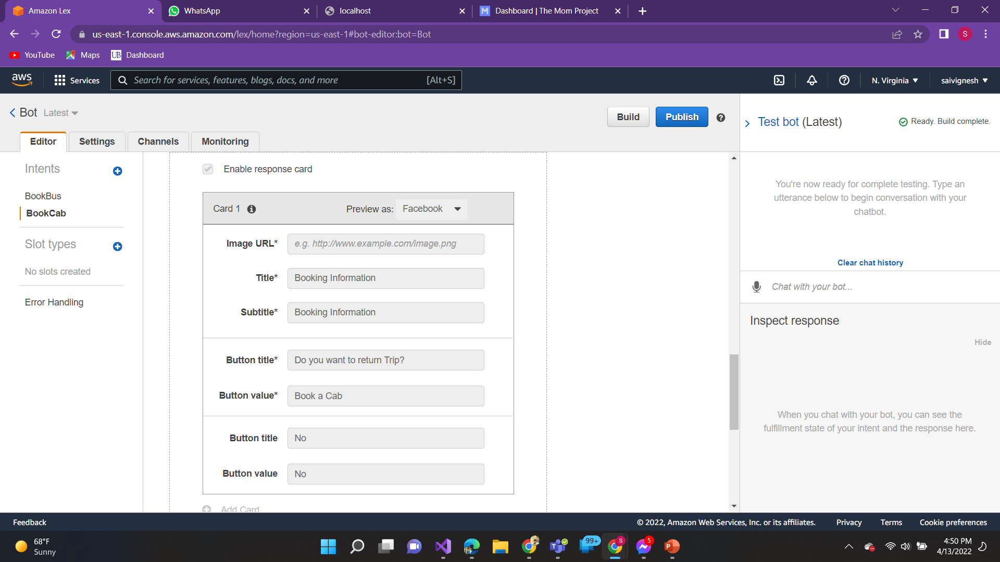 Amazon Lex
WhatsApp
localhost
Dashboard | The Mom Project
us-east-1.console.aws.amazon.com/lex/home?region=us-east-1#bot-editor:bot=Bot
S
YouTube
Maps
UB Dashboard
aws
Services
Search for services, features, blogs, docs, and more [Alt+S]
N. Virginia
saivignesh
Bot Latest
Build
Publish
Test bot (Latest)
Ready. Build complete.
Editor
Settings
Channels
Monitoring
Intents
BookBus
BookCab
Slot types
No slots created
Error Handling
Enable response card
Card 1
Preview as: Facebook
Image URL* e.g. http://www.example.com/image.png
Title* Booking Information
Subtitle* Booking Information
Button title* Do you want to return Trip?
Button value* Book a Cab
Button title No
Button value No
Add Card
You're now ready for complete testing. Type an
utterance below to begin conversation with your
chatbot.
Clear chat history
Chat with your bot...
Inspect response
Hide
When you chat with your bot, you can see the
fulfillment state of your intent and the response here.
Feedback
© 2022, Amazon Web Services, Inc. or its affiliates.
Privacy
Terms
Cookie preferences
68°F
Sunny
99+
S
5
4:50 PM
4/13/2022